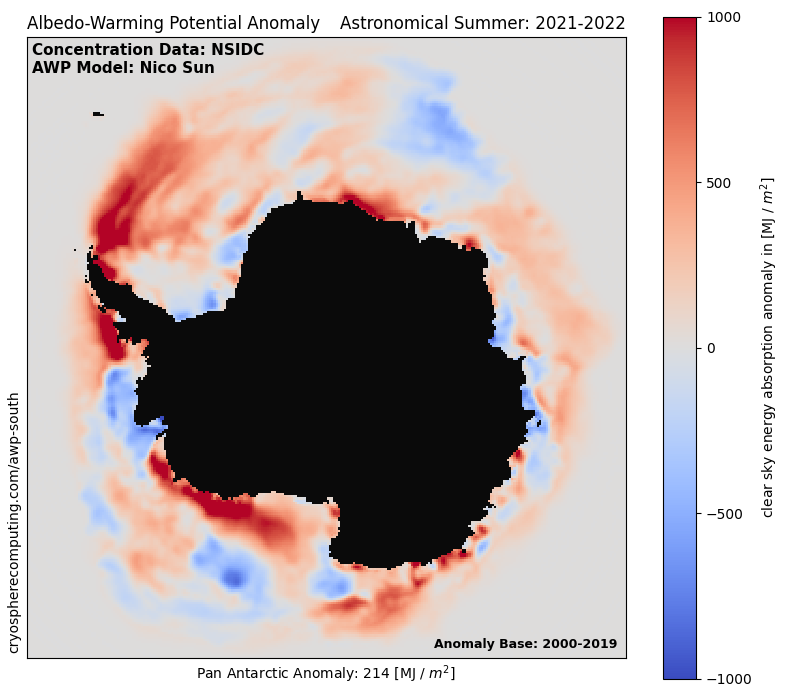 Albedo-Warming Potential Anomaly Astronomical Summer: 2021-2022
Concentration Data: NSIDC
AWP Model: Nico Sun
cryospherecomputing.com/awp-south
Anomaly Base: 2000-2019
Pan Antarctic Anomaly: 214 [MJ / m²]
1000
500
0
−500
−1000
clear sky energy absorption anomaly in [MJ / m²]